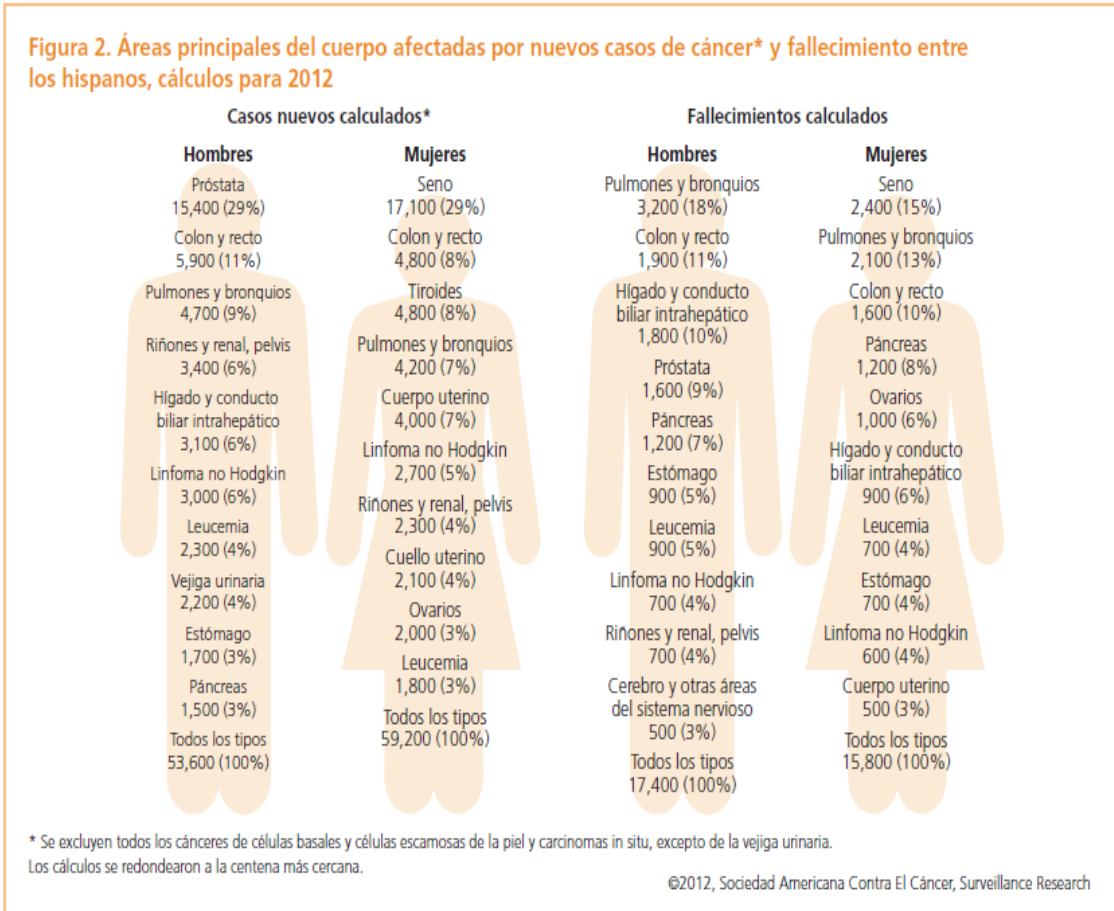 Figura 2. Áreas principales del cuerpo afectadas por nuevos casos de cáncer* y fallecimiento entre
los hispanos, cálculos para 2012
Casos nuevos calculados*
Hombres
Próstata
15,400 (29%)
Colon y recto
5,900 (11%)
Pulmones y bronquios
4,700 (9%)
Riñones y renal, pelvis
3,400 (6%)
Hígado y conducto
biliar intrahepático
3,100 (6%)
Linfoma no Hodgkin
3,000 (6%)
Leucemia
2,300 (4%)
Vejiga urinaria
2,200 (4%)
Estómago
1,700 (3%)
Páncreas
1,500 (3%)
Todos los tipos
53,600 (100%)
Mujeres
Seno
17,100 (29%)
Colon y recto
4,800 (8%)
Tiroides
4,800 (8%)
Pulmones y bronquios
4,200 (7%)
Cuerpo uterino
4,000 (7%)
Linfoma no Hodgkin
2,700 (5%)
Riñones y renal, pelvis
2,300 (4%)
Cuello uterino
2,100 (4%)
Ovarios
2,000 (3%)
Leucemia
1,800 (3%)
Todos los tipos
59,200 (100%)
Fallecimientos calculados
Hombres
Pulmones y bronquios
3,200 (18%)
Colon y recto
1,900 (11%)
Hígado y conducto
biliar intrahepático
1,800 (10%)
Próstata
1,600 (9%)
Páncreas
1,200 (7%)
Estómago
900 (5%)
Leucemia
900 (5%)
Linfoma no Hodgkin
700 (4%)
Riñones y renal, pelvis
700 (4%)
Cerebro y otras áreas
del sistema nervioso
500 (3%)
Todos los tipos
17,400 (100%)
Mujeres
Seno
2,400 (15%)
Pulmones y bronquios
2,100 (13%)
Colon y recto
1,600 (10%)
Páncreas
1,200 (8%)
Ovarios
1,000 (6%)
Hígado y conducto
biliar intrahepático
900 (6%)
Leucemia
700 (4%)
Estómago
700 (4%)
Linfoma no Hodgkin
600 (4%)
Cuerpo uterino
500 (3%)
Todos los tipos
15,800 (100%)
* Se excluyen todos los cánceres de células basales y células escamosas de la piel y carcinomas in situ, excepto de la vejiga urinaria.
Los cálculos se redondearon a la centena más cercana.
©2012, Sociedad Americana Contra El Cáncer, Surveillance Research